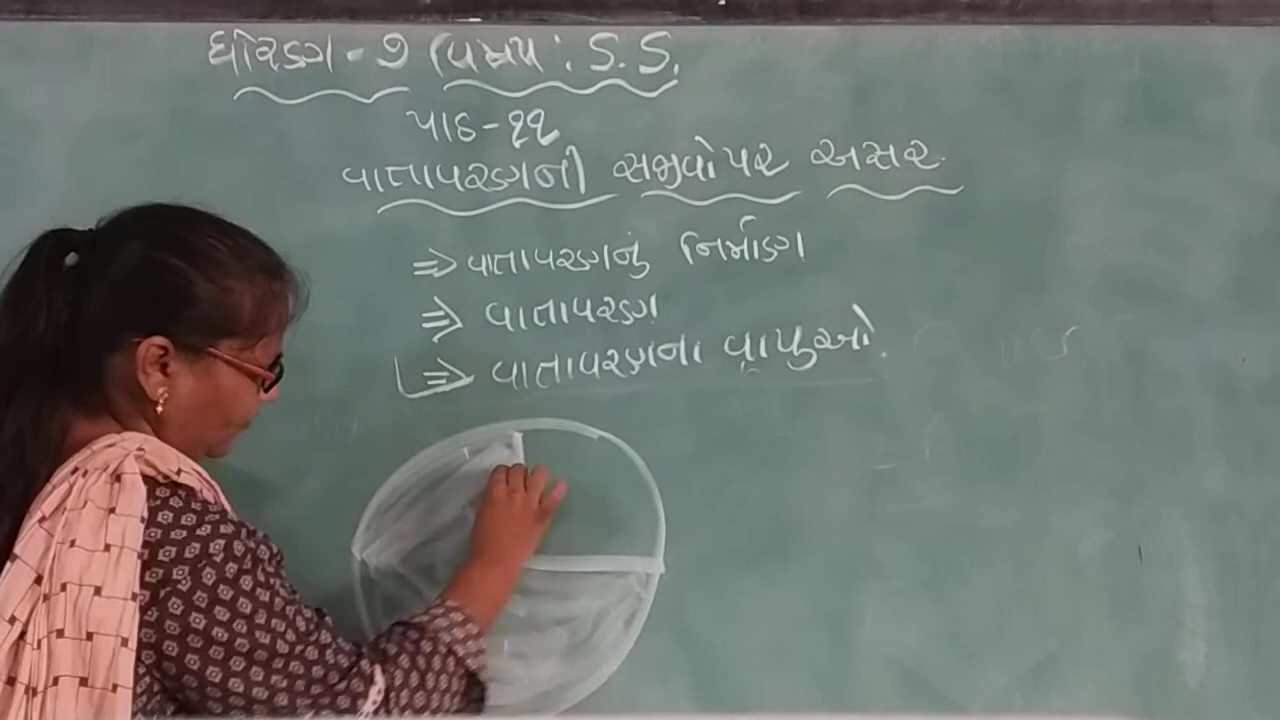 ધોરણ - ૭ વિષય : S.S.
પાઠ - ૧૧
વાતાવરણની સજીવો પર અસર.
⇒ વાતાવરણનું નિર્માણ
⇒ વાતાવરણ
⇒ વાતાવરણના વાયુઓ.